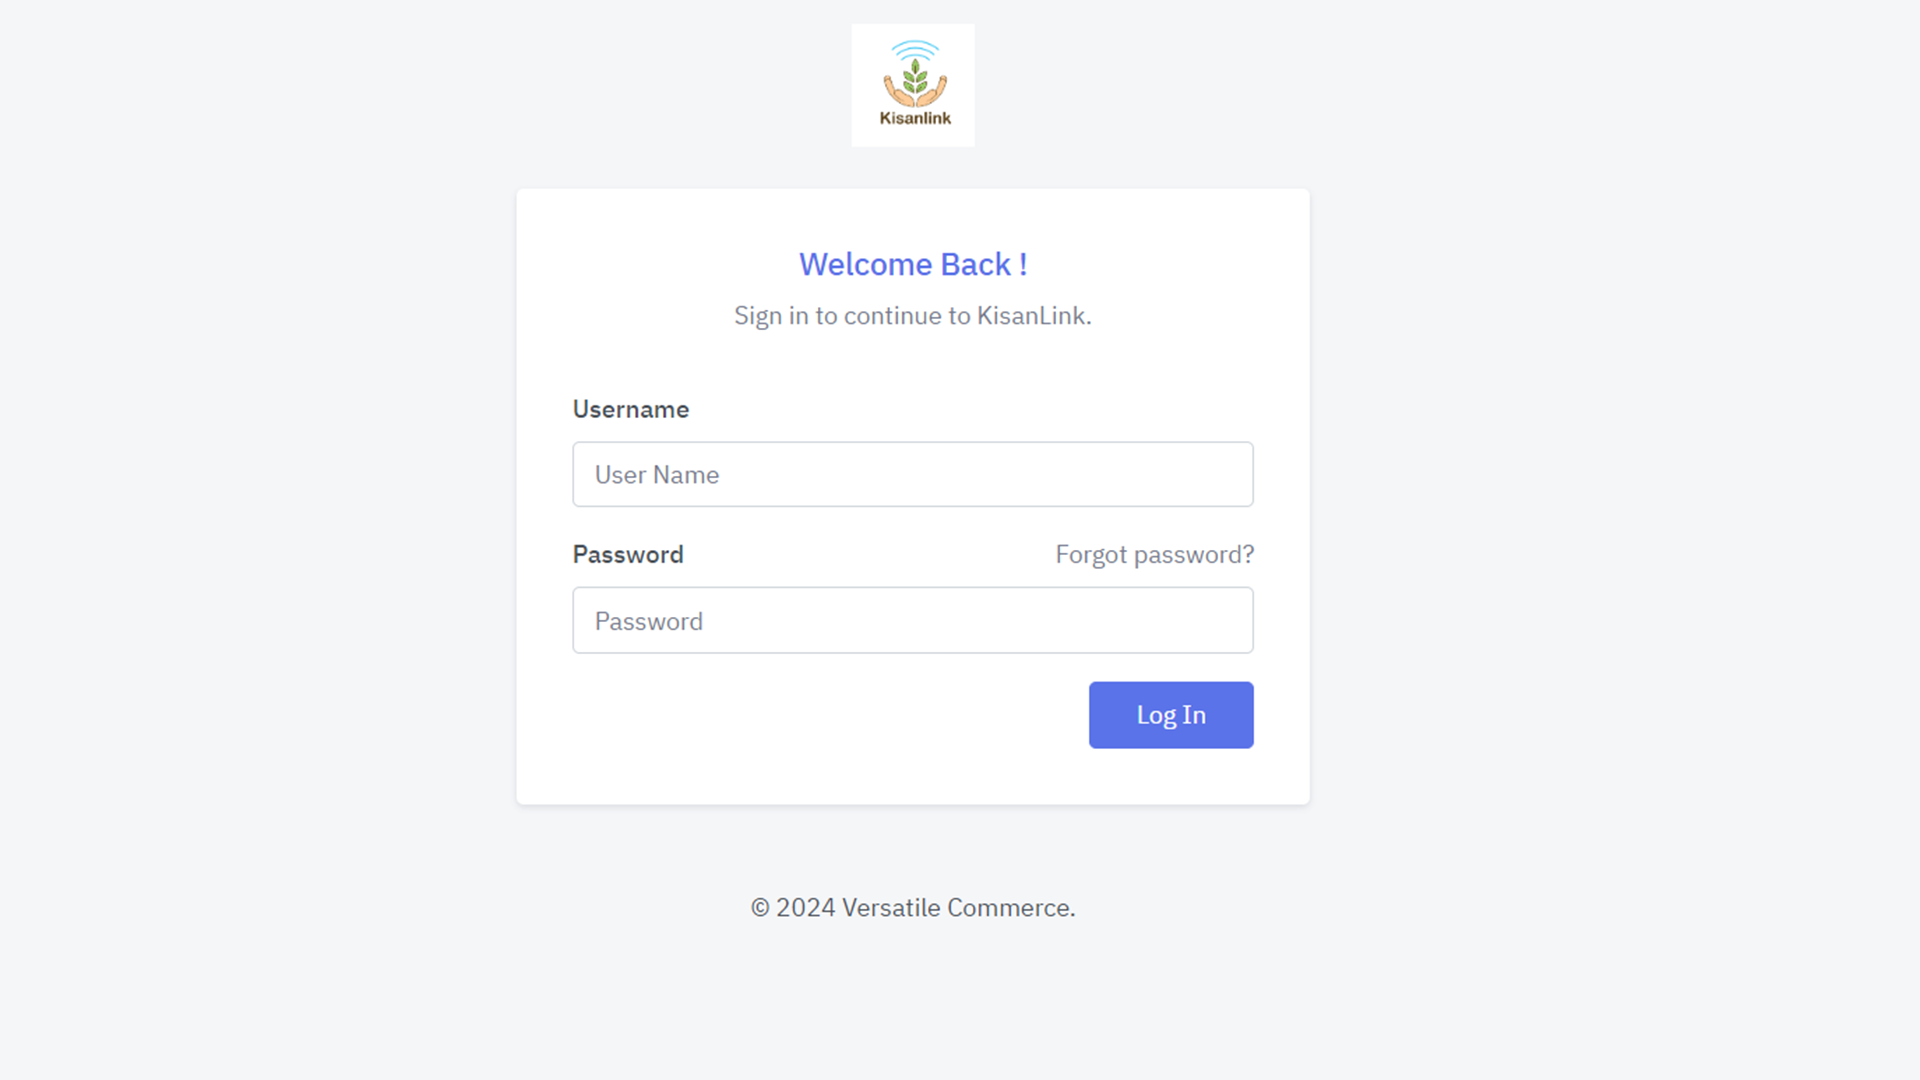 Kisanlink
Welcome Back !
Sign in to continue to KisanLink.
Username
User Name
Password
Forgot password?
Password
Log In
© 2024 Versatile Commerce.